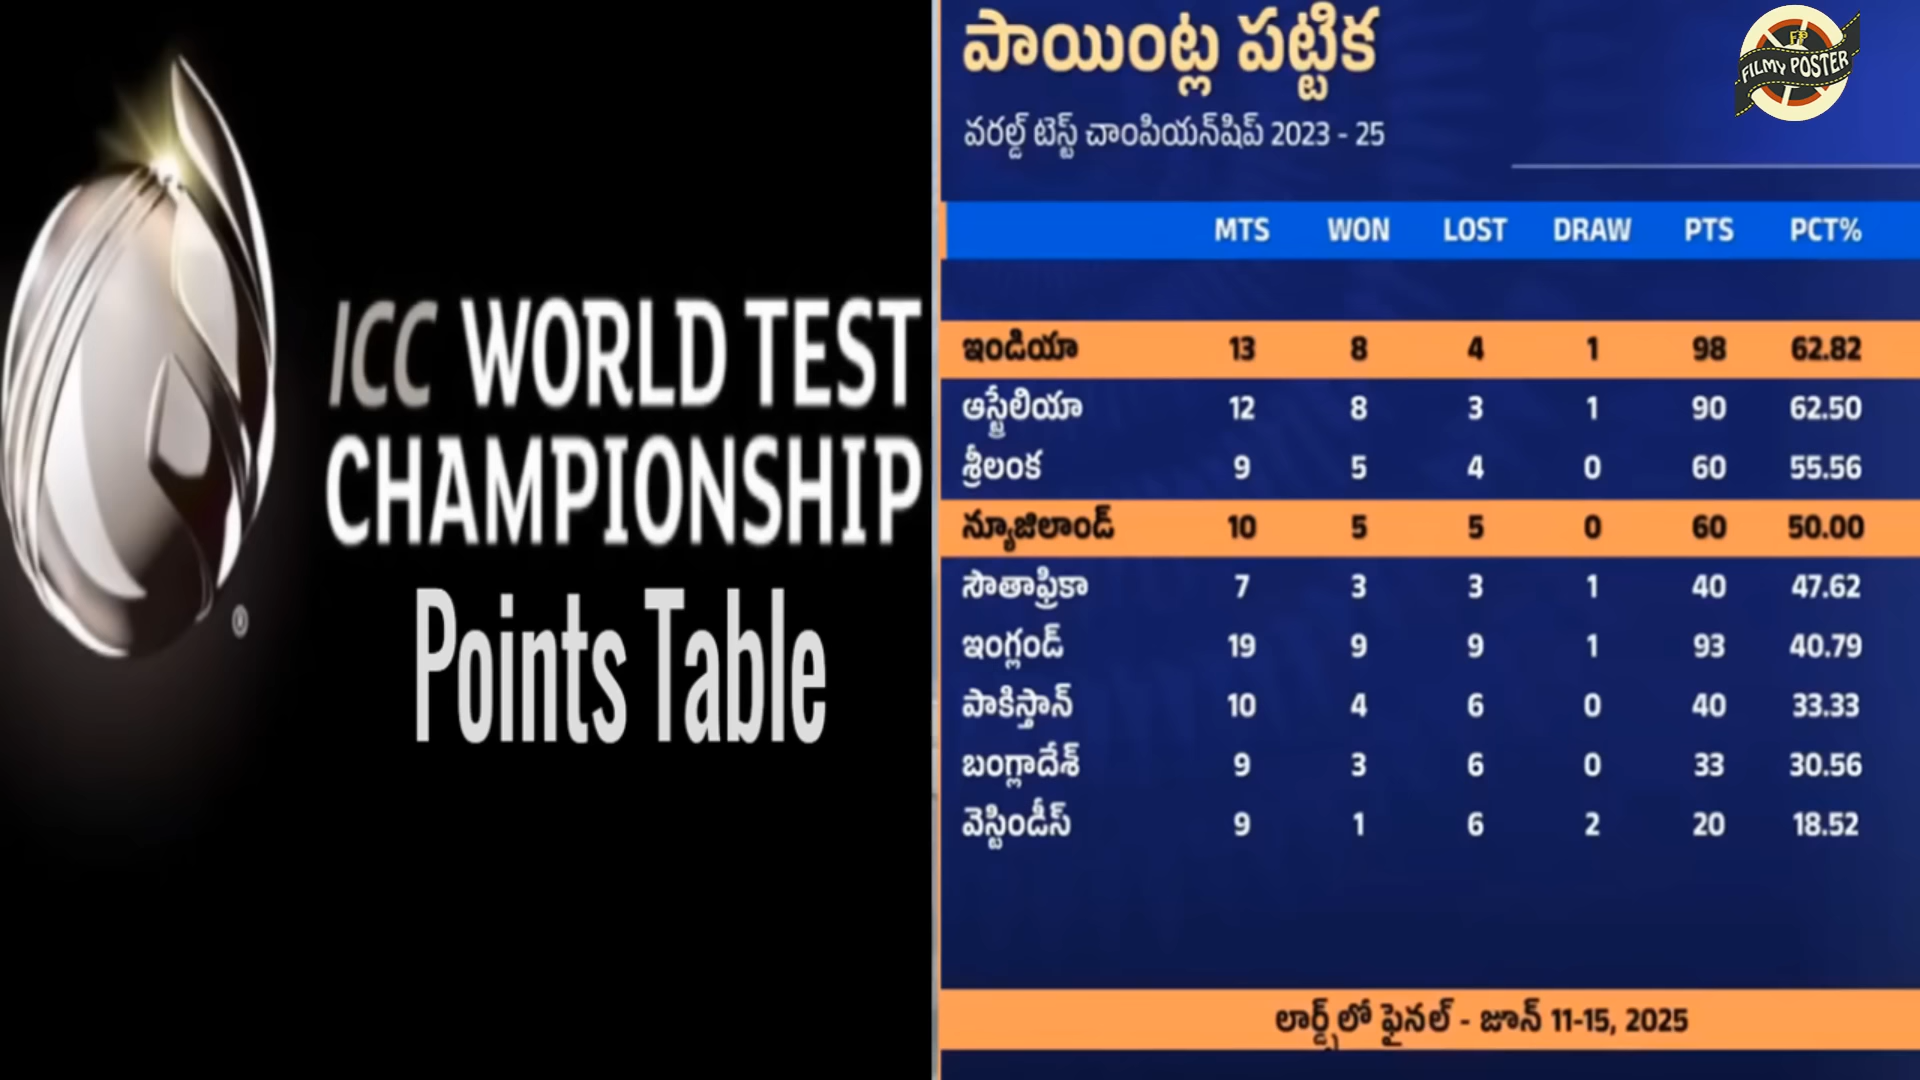 ICC WORLD TEST
CHAMPIONSHIP
®
Points Table
పాయింట్ల పట్టిక
వరల్డ్ టెస్ట్ చాంపియన్‌షిప్ 2023 - 25
FP
FILMY POSTER
MTS WON LOST DRAW PTS PCT%
ఇండియా 13 8 4 1 98 62.82
ఆస్ట్రేలియా 12 8 3 1 90 62.50
శ్రీలంక 9 5 4 0 60 55.56
న్యూజిలాండ్ 10 5 5 0 60 50.00
సౌతాఫ్రికా 7 3 3 1 40 47.62
ఇంగ్లండ్ 19 9 9 1 93 40.79
పాకిస్తాన్ 10 4 6 0 40 33.33
బంగ్లాదేశ్ 9 3 6 0 33 30.56
వెస్టిండీస్ 9 1 6 2 20 18.52
లార్డ్స్‌లో ఫైనల్ - జూన్ 11-15, 2025